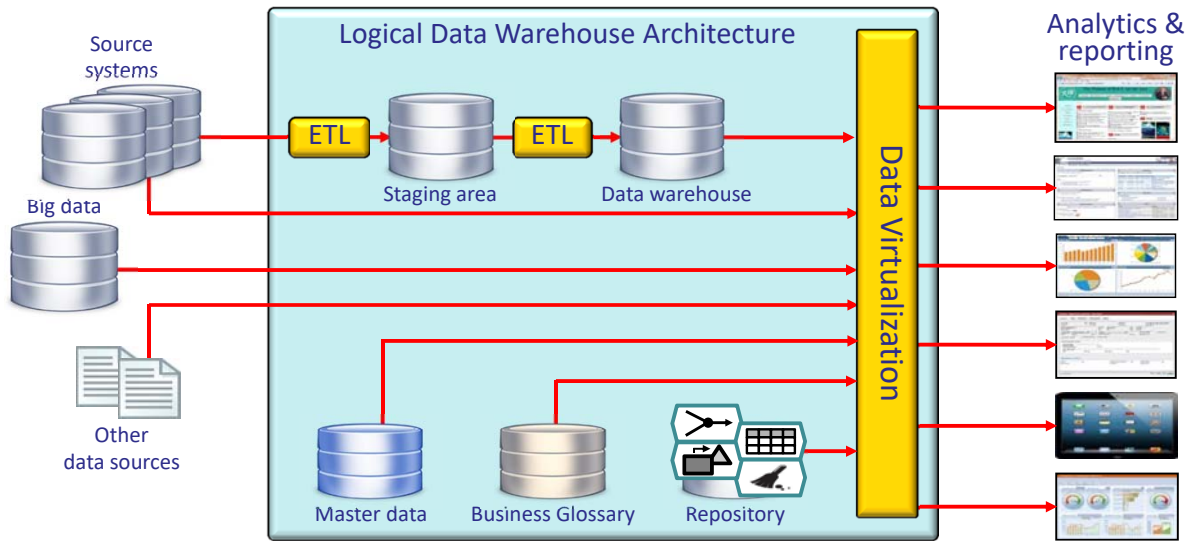 Logical Data Warehouse Architecture
Analytics &
reporting
Source
systems
ETL
ETL
Staging area
Data warehouse
Big data
Data Virtualization
Other
data sources
Master data
Business Glossary
Repository